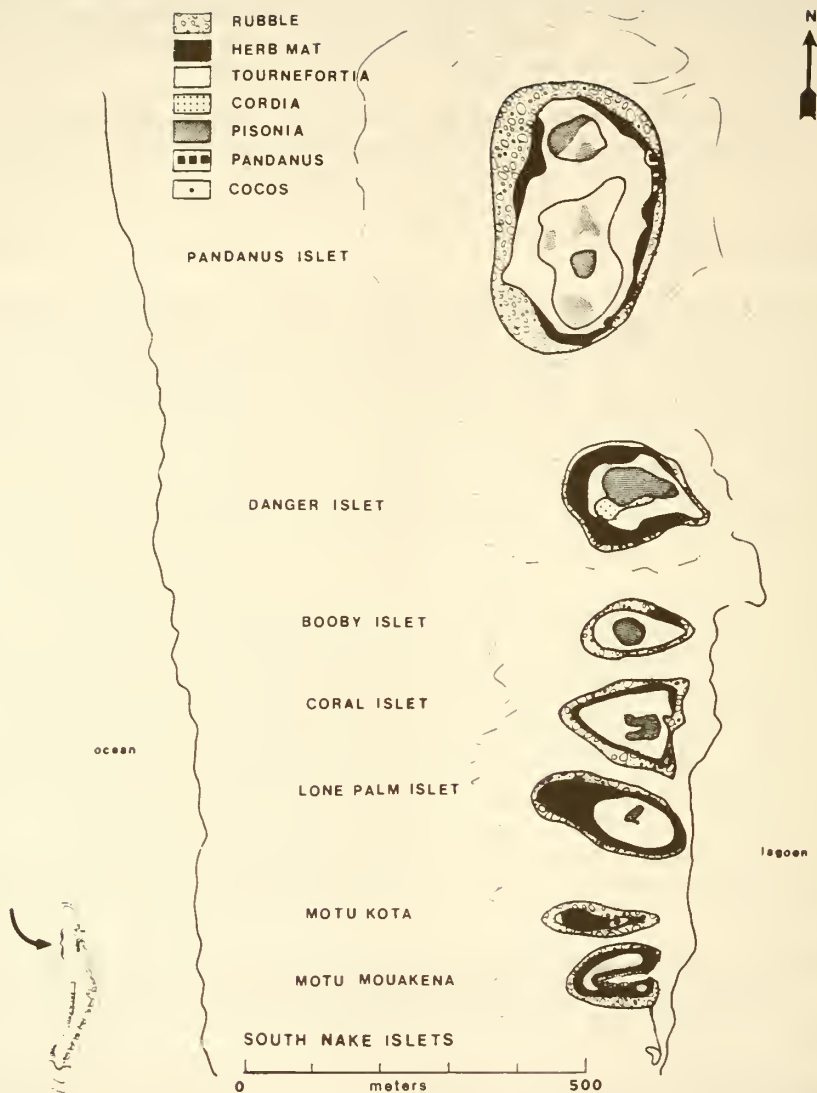 RUBBLE
HERB MAT
TOURNEFORTIA
CORDIA
PISONIA
PANDANUS
COCOS
N
PANDANUS ISLET
DANGER ISLET
BOOBY ISLET
CORAL ISLET
ocean
LONE PALM ISLET
lagoon
MOTU KOTA
MOTU MOUAKENA
SOUTH NAKE ISLETS
0 meters 500